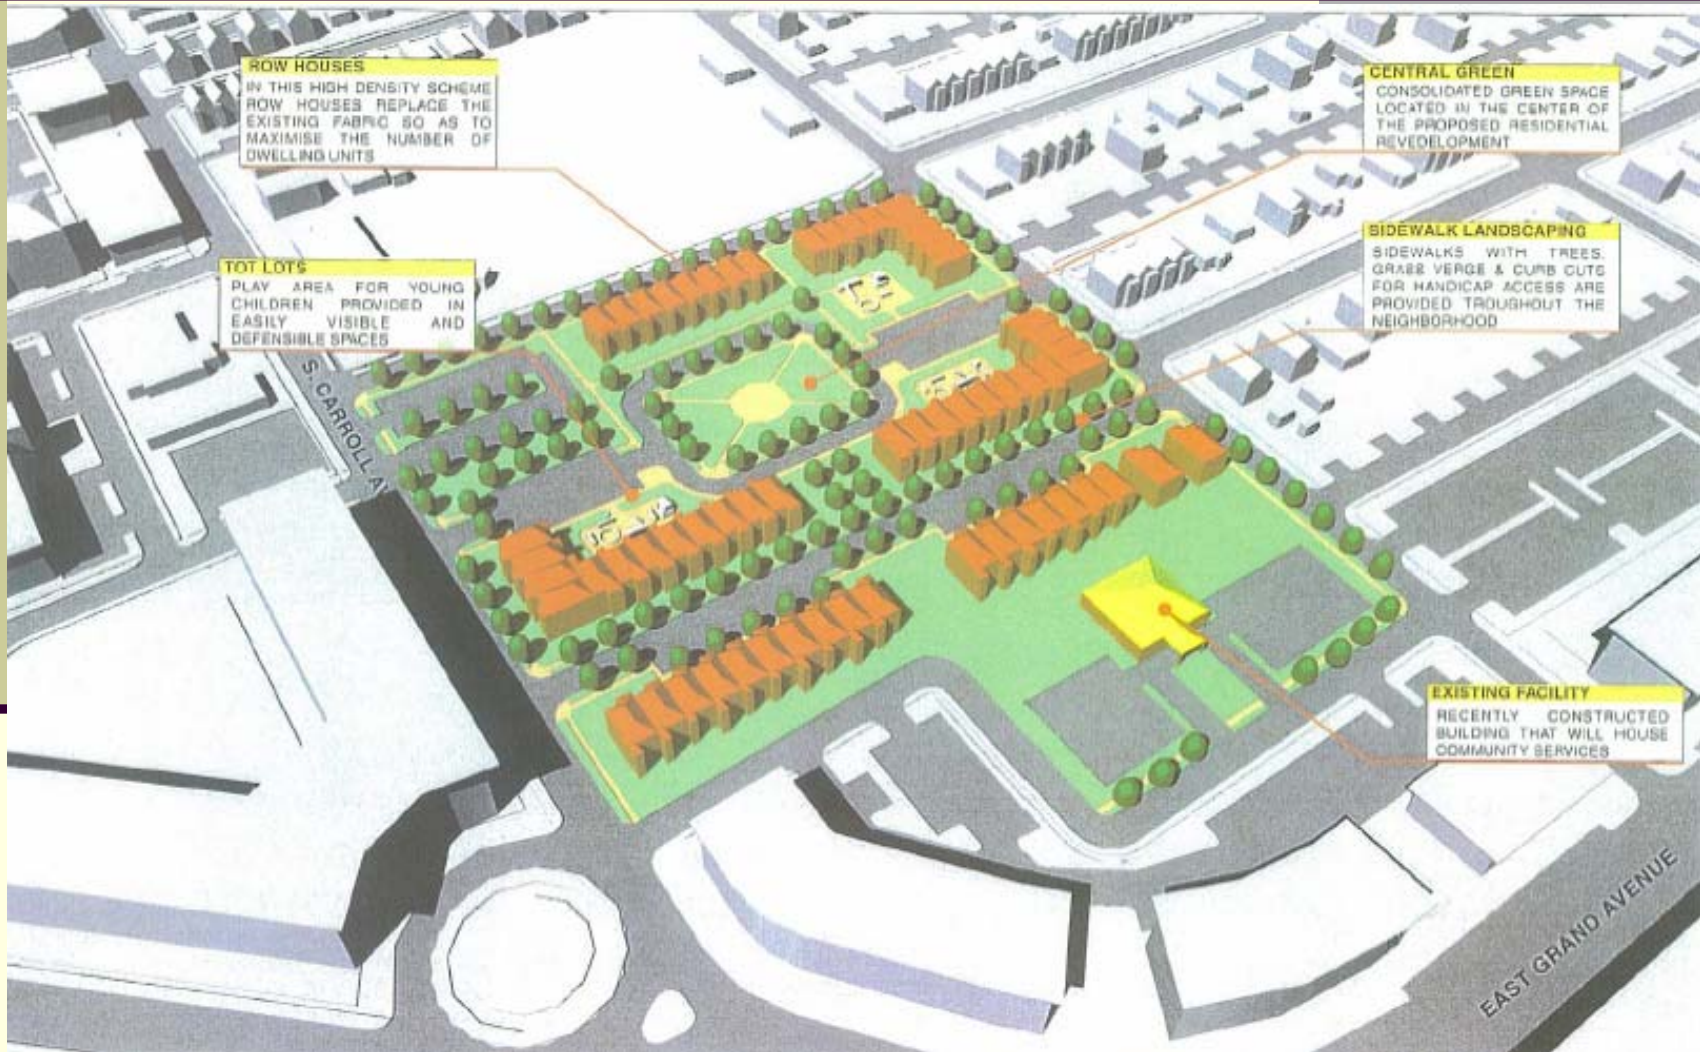 ROW HOUSES
IN THIS HIGH DENSITY SCHEME
ROW HOUSES REPLACE THE
EXISTING FABRIC SO AS TO
MAXIMISE THE NUMBER OF
DWELLING UNITS
CENTRAL GREEN
CONSOLIDATED GREEN SPACE
LOCATED IN THE CENTER OF
THE PROPOSED RESIDENTIAL
REVEDELOPMENT
TOT LOTS
PLAY AREA FOR YOUNG
CHILDREN PROVIDED IN
EASILY VISIBLE AND
DEFENSIBLE SPACES
SIDEWALK LANDSCAPING
SIDEWALKS WITH TREES,
GRASS VERGE & CURB CUTS
FOR HANDICAP ACCESS ARE
PROVIDED TROUGHOUT THE
NEIGHBORHOOD
S. CARROLL AV
EXISTING FACILITY
RECENTLY CONSTRUCTED
BUILDING THAT WILL HOUSE
COMMUNITY SERVICES
EAST GRAND AVENUE